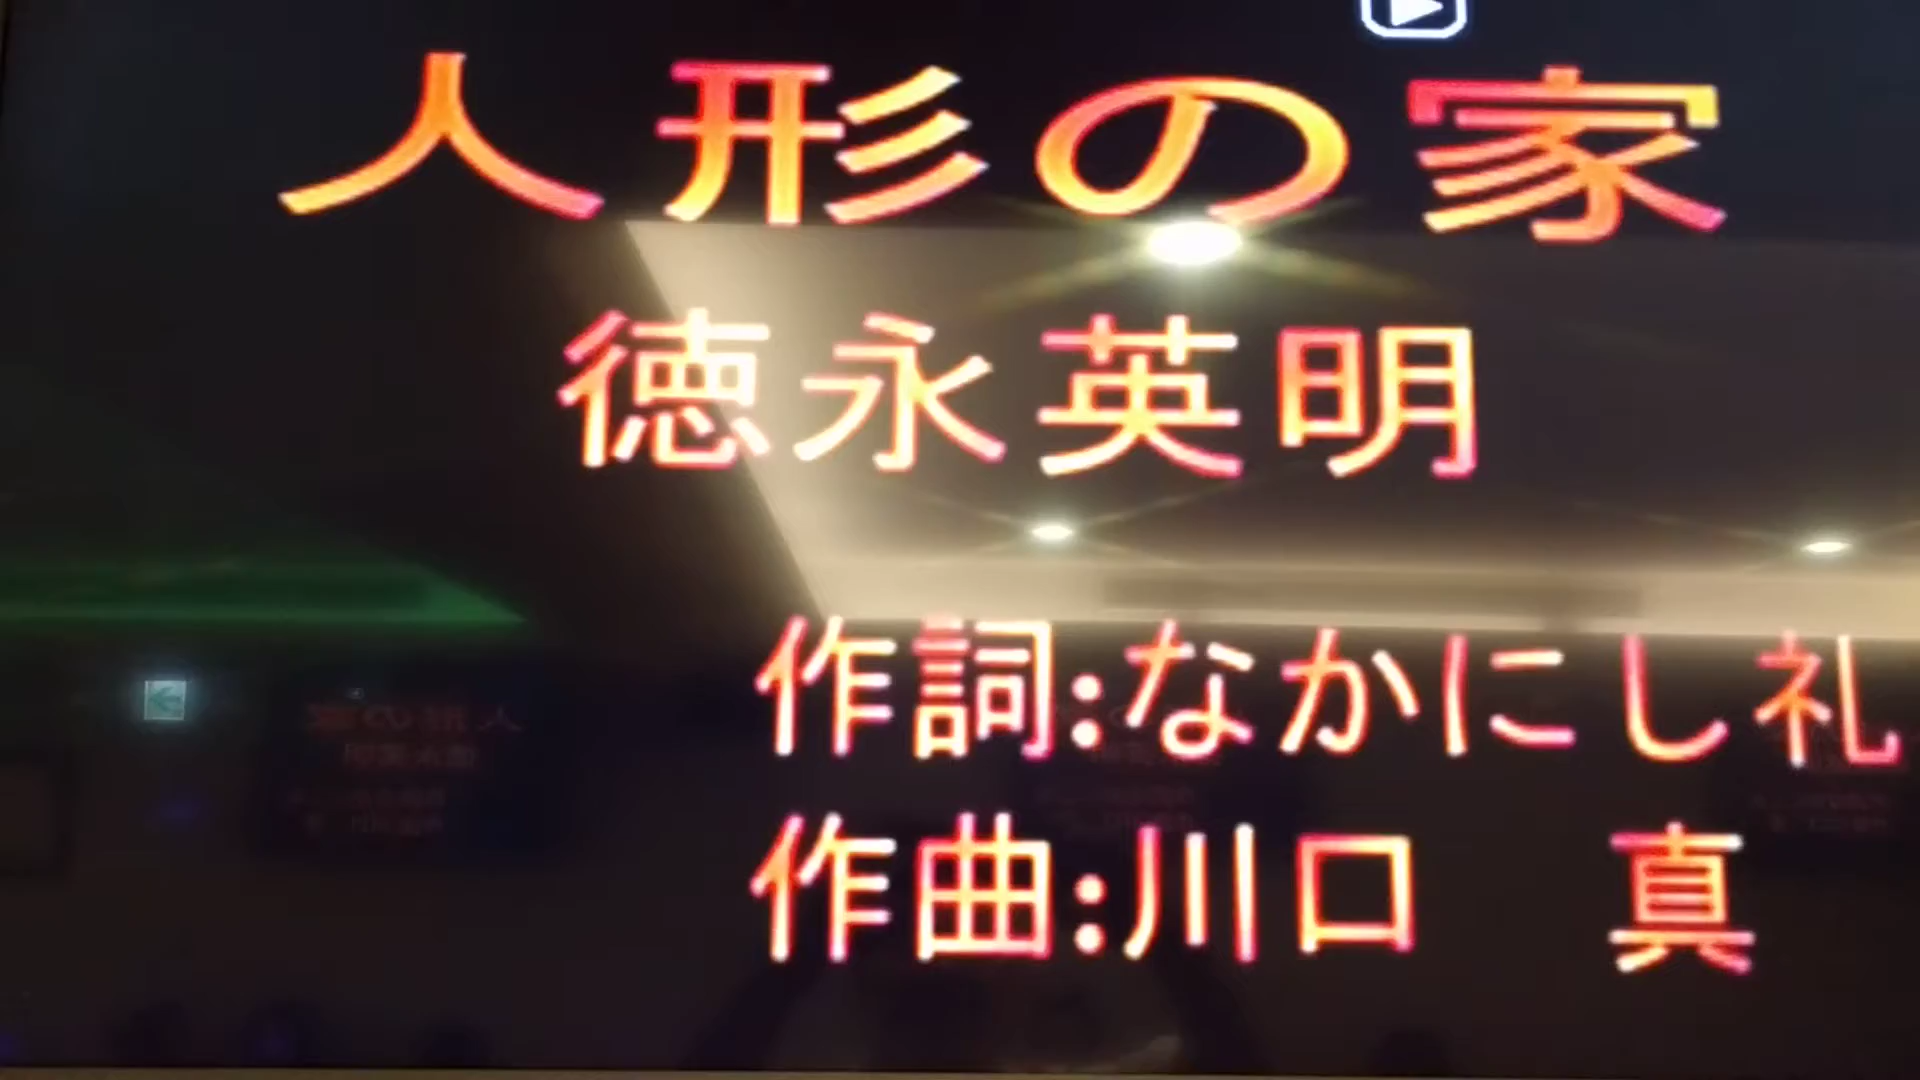 人形の家
徳永英明
作詞:なかにし礼
作曲:川口　真